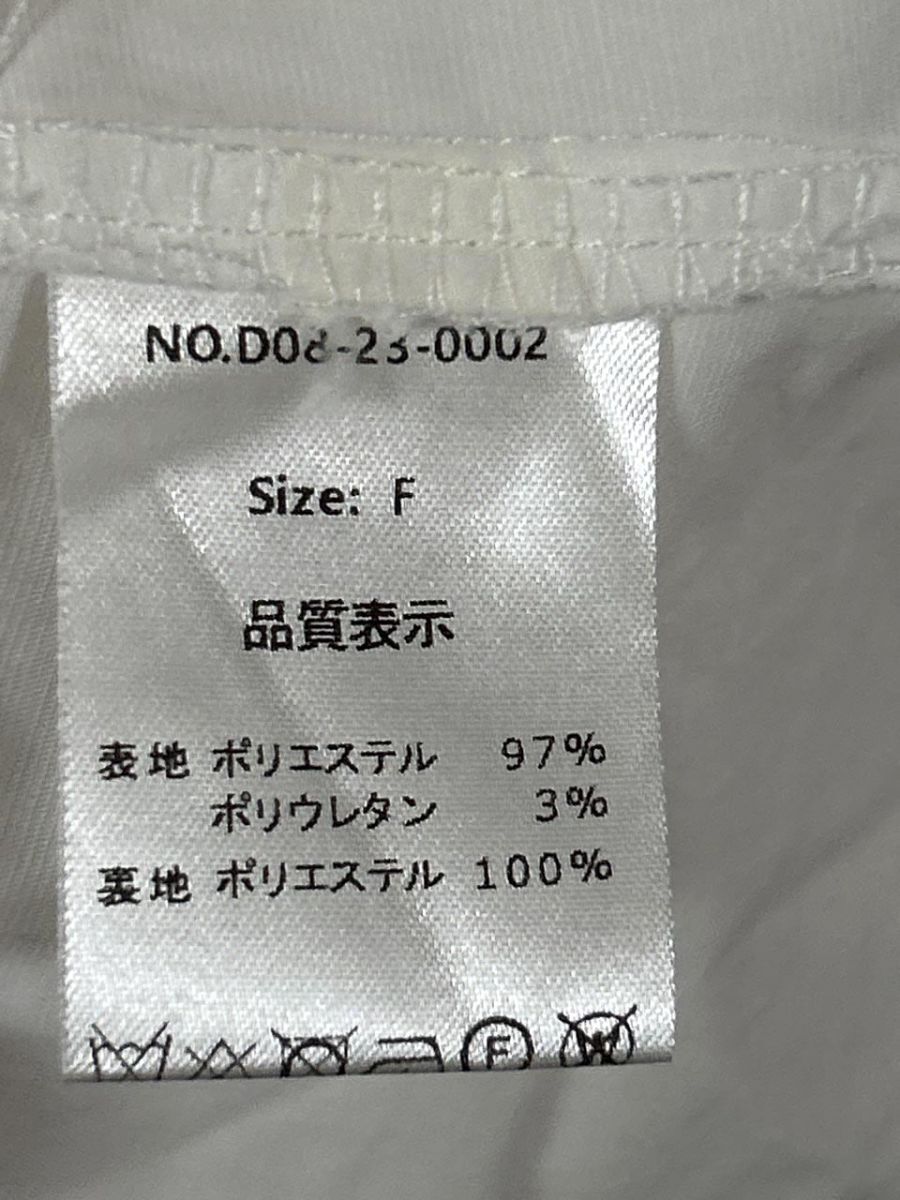 NO.D08-23-0002
Size: F
品質表示
表地 ポリエステル 97%
ポリウレタン 3%
裏地 ポリエステル 100%
F W